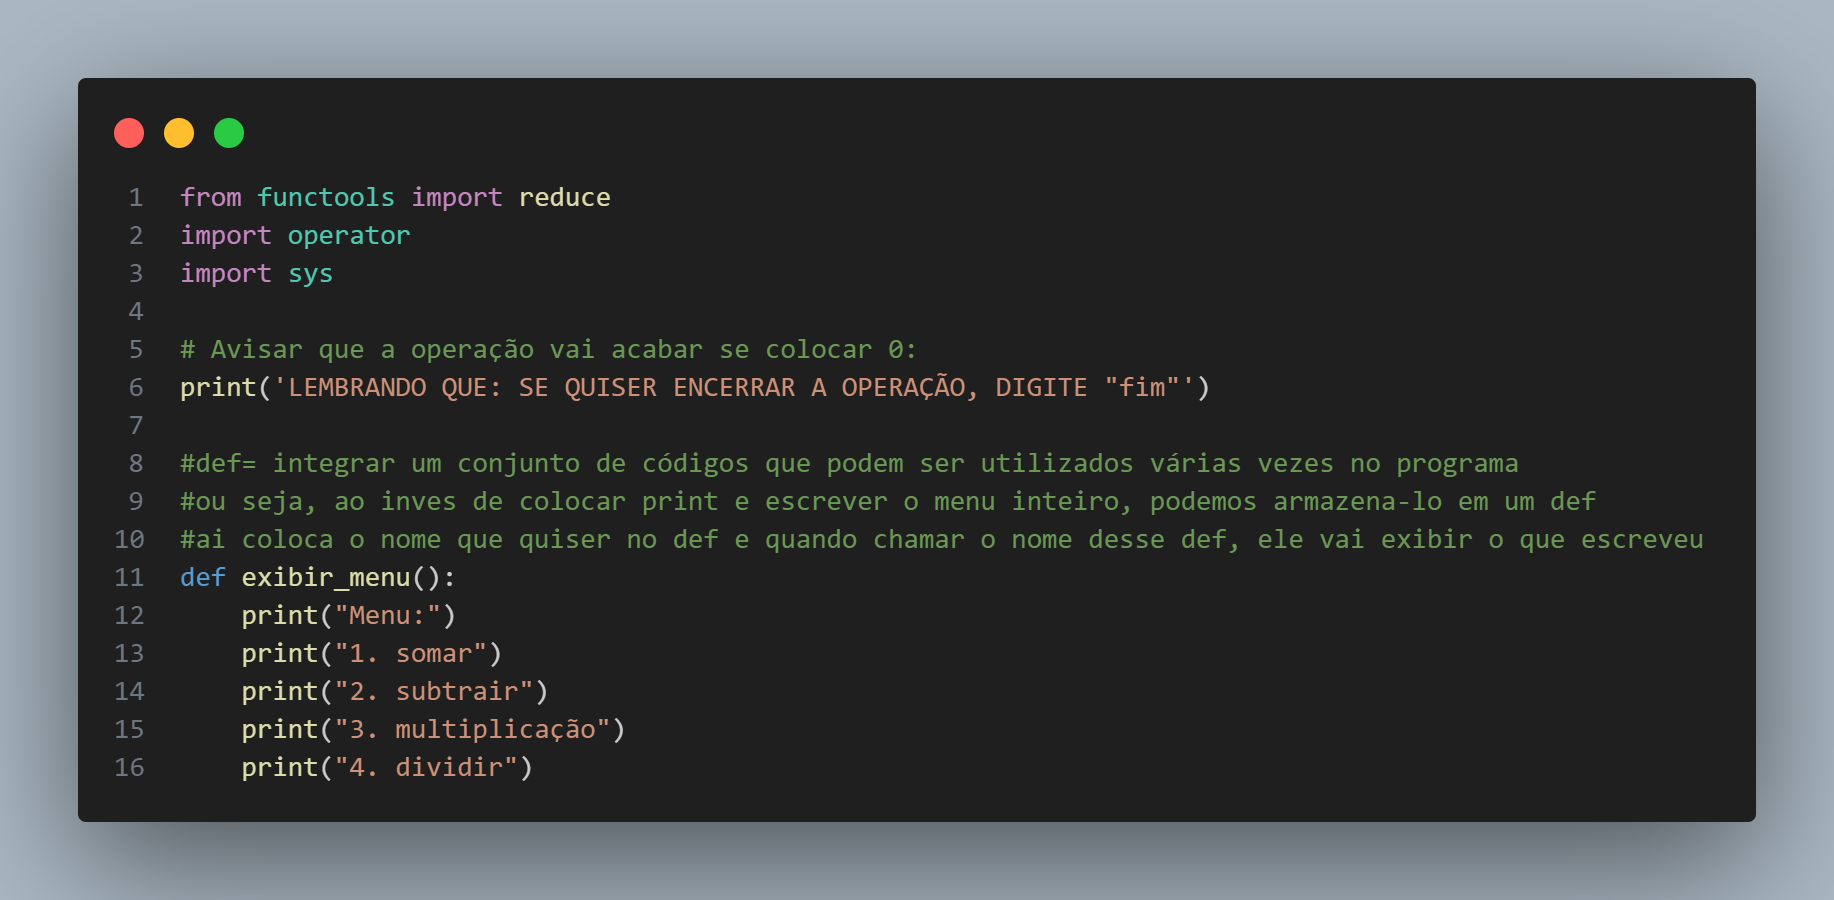 1 from functools import reduce
2 import operator
3 import sys
4
5 # Avisar que a operação vai acabar se colocar 0:
6 print('LEMBRANDO QUE: SE QUISER ENCERRAR A OPERAÇÃO, DIGITE "fim"')
7
8 #def= integrar um conjunto de códigos que podem ser utilizados várias vezes no programa
9 #ou seja, ao inves de colocar print e escrever o menu inteiro, podemos armazena-lo em um def
10 #ai coloca o nome que quiser no def e quando chamar o nome desse def, ele vai exibir o que escreveu
11 def exibir_menu():
12     print("Menu:")
13     print("1. somar")
14     print("2. subtrair")
15     print("3. multiplicação")
16     print("4. dividir")